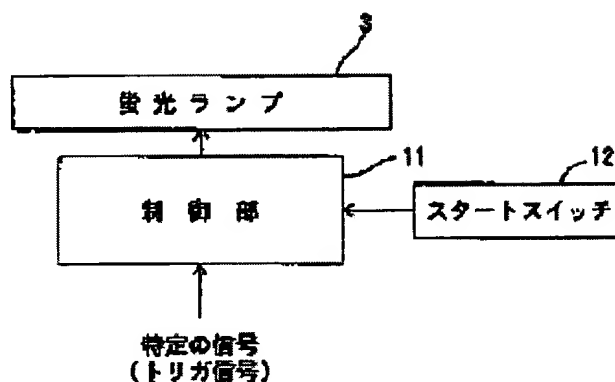 3
蛍光ランプ
11
制御部
12
スタートスイッチ
特定の信号
(トリガ信号)